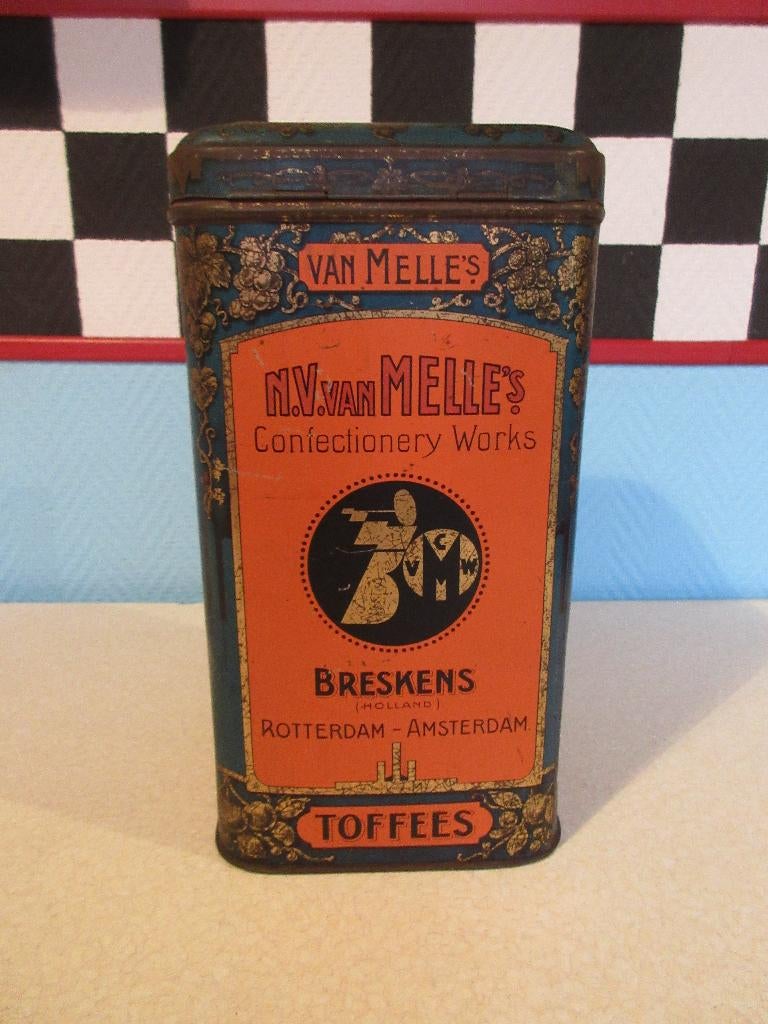 VAN MELLE'S
N.V. VAN MELLE'S
Confectionery Works
C
V M W
BRESKENS
(HOLLAND)
ROTTERDAM - AMSTERDAM
TOFFEES